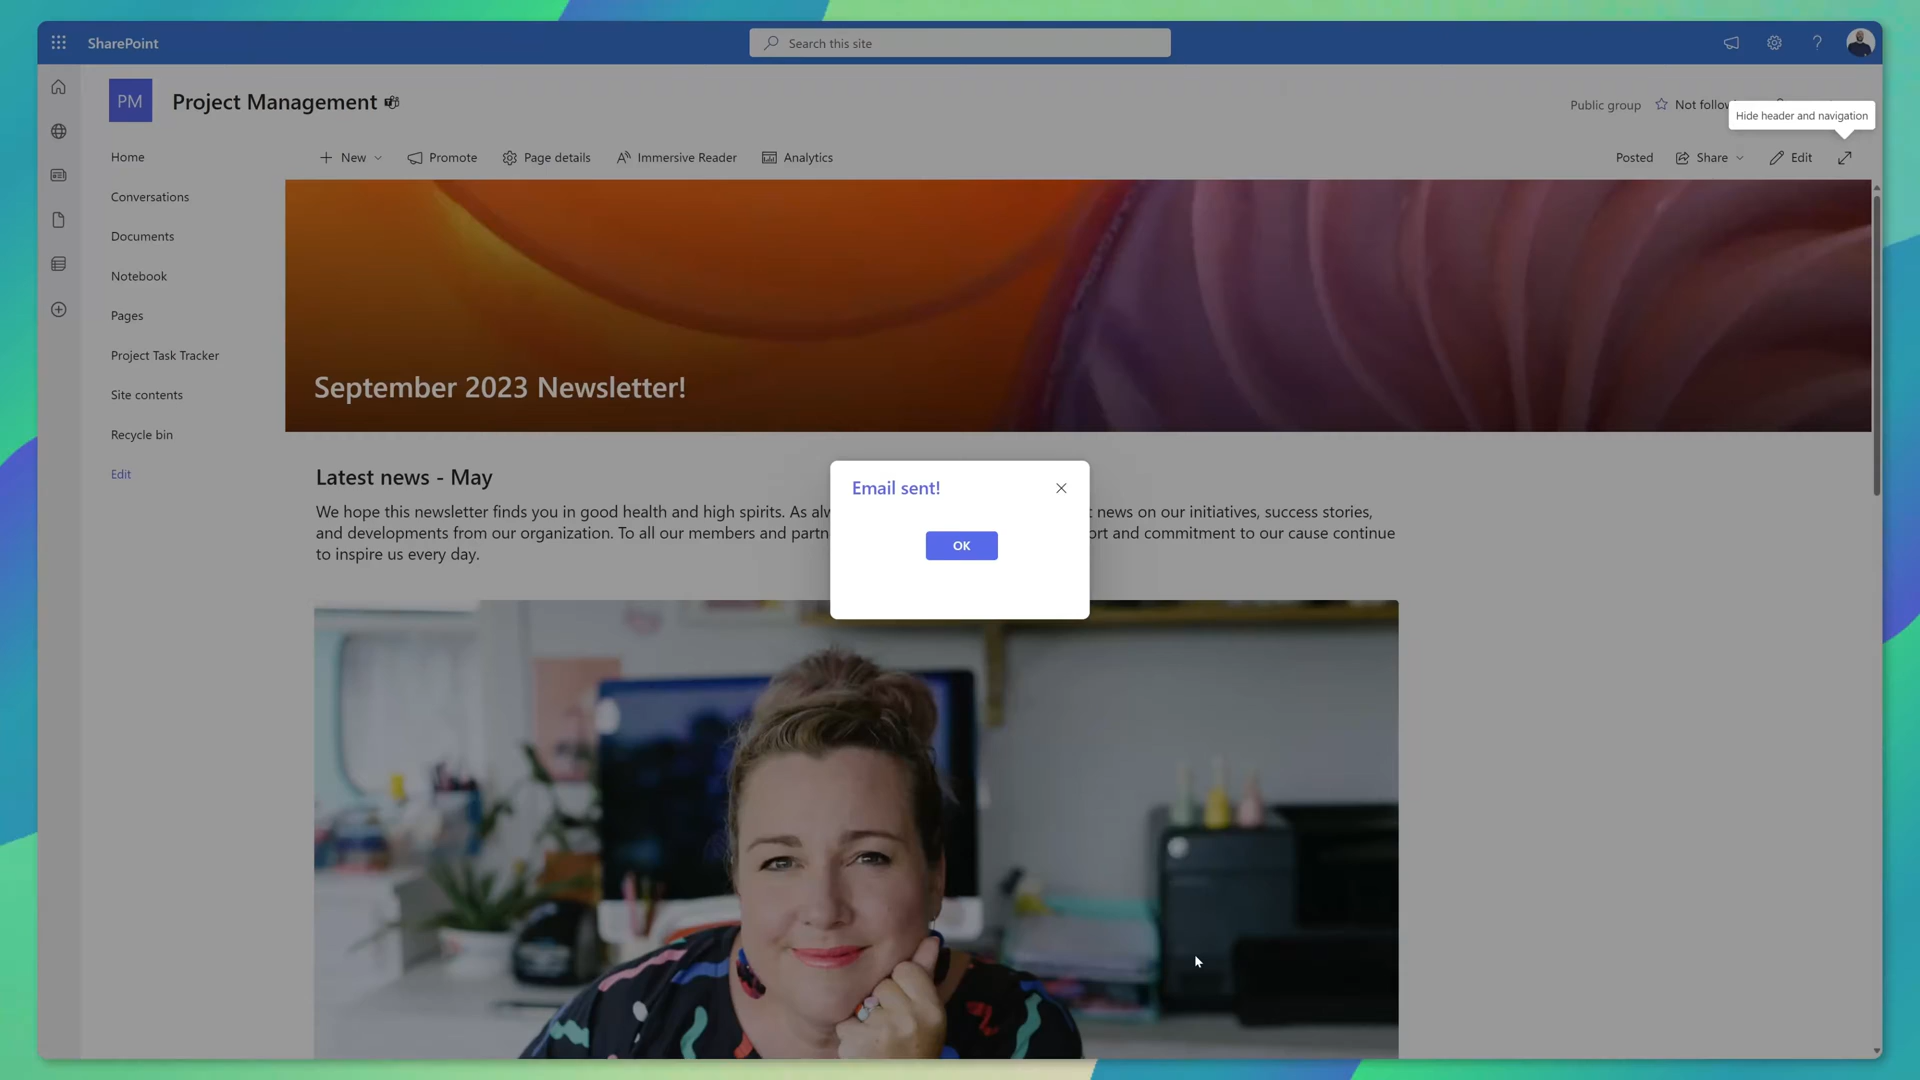 SharePoint
Search this site
PM
Project Management
Public group
Not follow
Hide header and navigation
Home
Conversations
Documents
Notebook
Pages
Project Task Tracker
Site contents
Recycle bin
Edit
New
Promote
Page details
Immersive Reader
Analytics
Posted
Share
Edit
September 2023 Newsletter!
Latest news - May
We hope this newsletter finds you in good health and high spirits. As alw
news on our initiatives, success stories,
and developments from our organization. To all our members and partn
ort and commitment to our cause continue
to inspire us every day.
Email sent!
OK